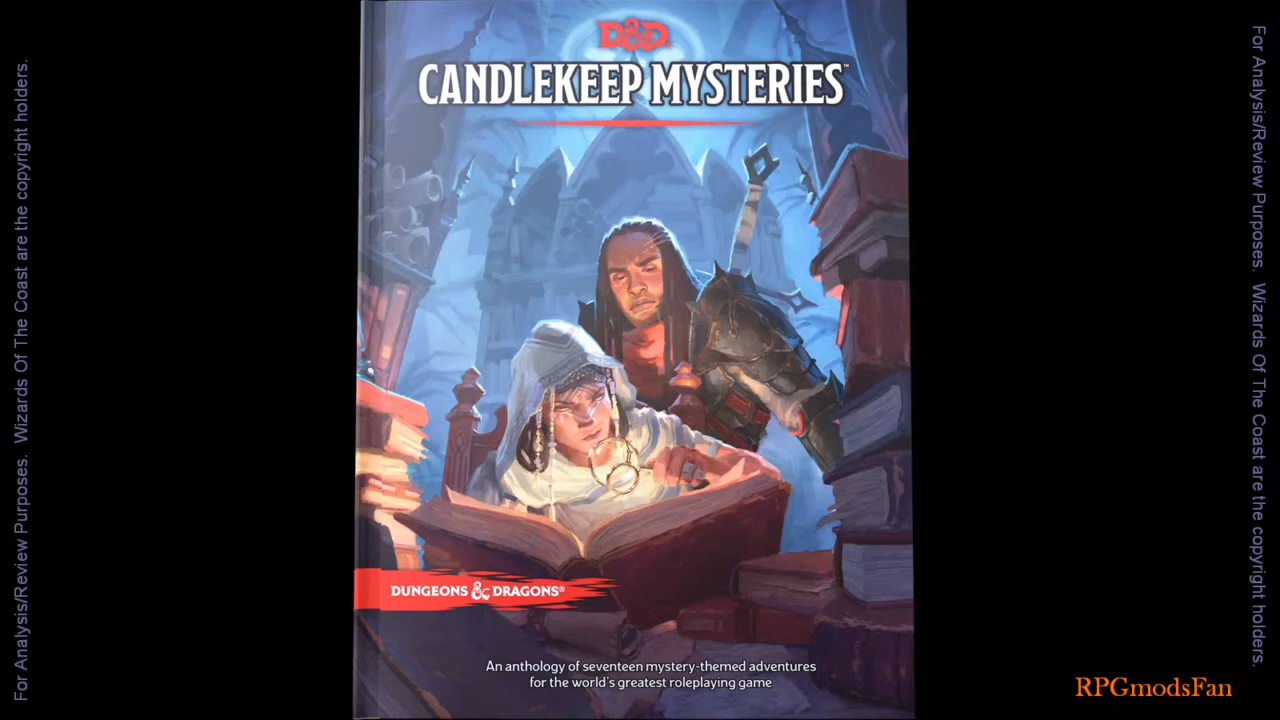 For Analysis/Review Purposes. Wizards Of The Coast are the copyright holders.
D&D
CANDLEKEEP MYSTERIES™
DUNGEONS & DRAGONS®
An anthology of seventeen mystery-themed adventures
for the world's greatest roleplaying game
For Analysis/Review Purposes. Wizards Of The Coast are the copyright holders.
RPGmodsFan